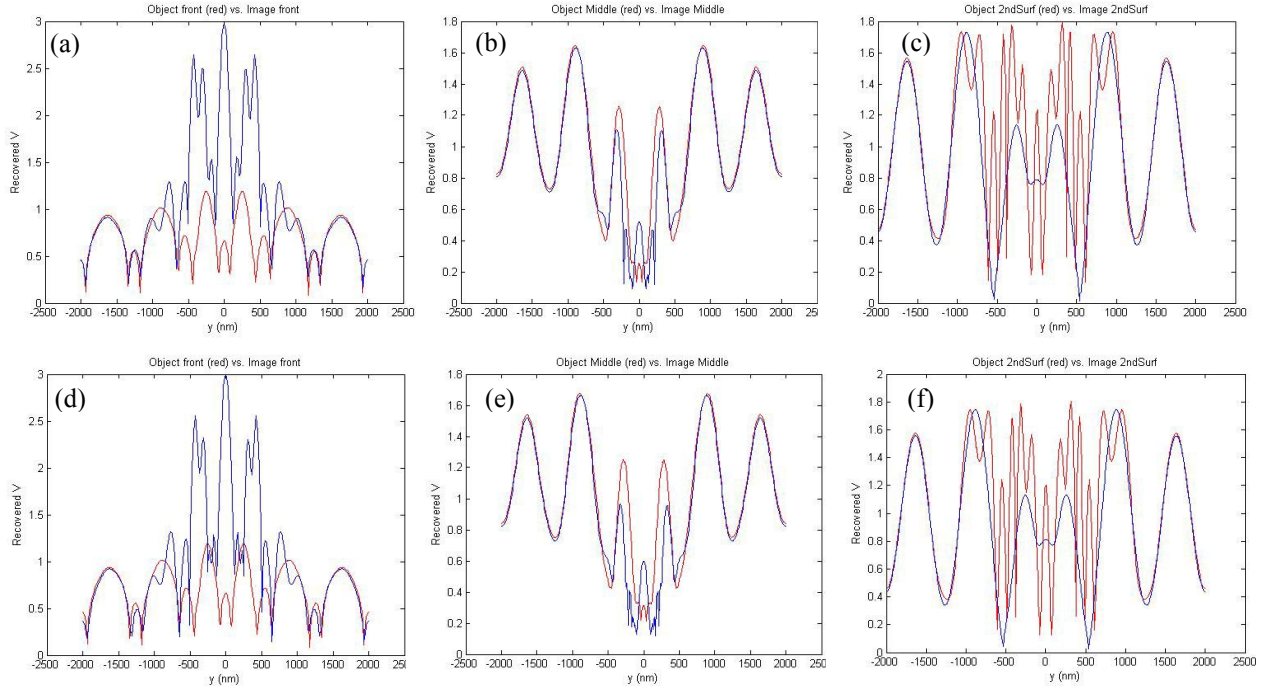 Object front (red) vs. Image front
(a)
Recovered V
3
2.5
2
1.5
1
0.5
0
-2500 -2000 -1500 -1000 -500 0 500 1000 1500 2000 2500
y (nm)
Object Middle (red) vs. Image Middle
(b)
Recovered V
1.8
1.6
1.4
1.2
1
0.8
0.6
0.4
0.2
0
-2500 -2000 -1500 -1000 -500 0 500 1000 1500 2000 2500
y (nm)
Object 2ndSurf (red) vs. Image 2ndSurf
(c)
Recovered V
1.8
1.6
1.4
1.2
1
0.8
0.6
0.4
0.2
0
-2500 -2000 -1500 -1000 -500 0 500 1000 1500 2000 2500
y (nm)
Object front (red) vs. Image front
(d)
Recovered V
3
2.5
2
1.5
1
0.5
0
-2500 -2000 -1500 -1000 -500 0 500 1000 1500 2000 2500
y (nm)
Object Middle (red) vs. Image Middle
(e)
Recovered V
1.8
1.6
1.4
1.2
1
0.8
0.6
0.4
0.2
0
-2500 -2000 -1500 -1000 -500 0 500 1000 1500 2000 2500
y (nm)
Object 2ndSurf (red) vs. Image 2ndSurf
(f)
Recovered V
2
1.8
1.6
1.4
1.2
1
0.8
0.6
0.4
0.2
0
-2000 -1500 -1000 -500 0 500 1000 1500 2000 2500
y (nm)